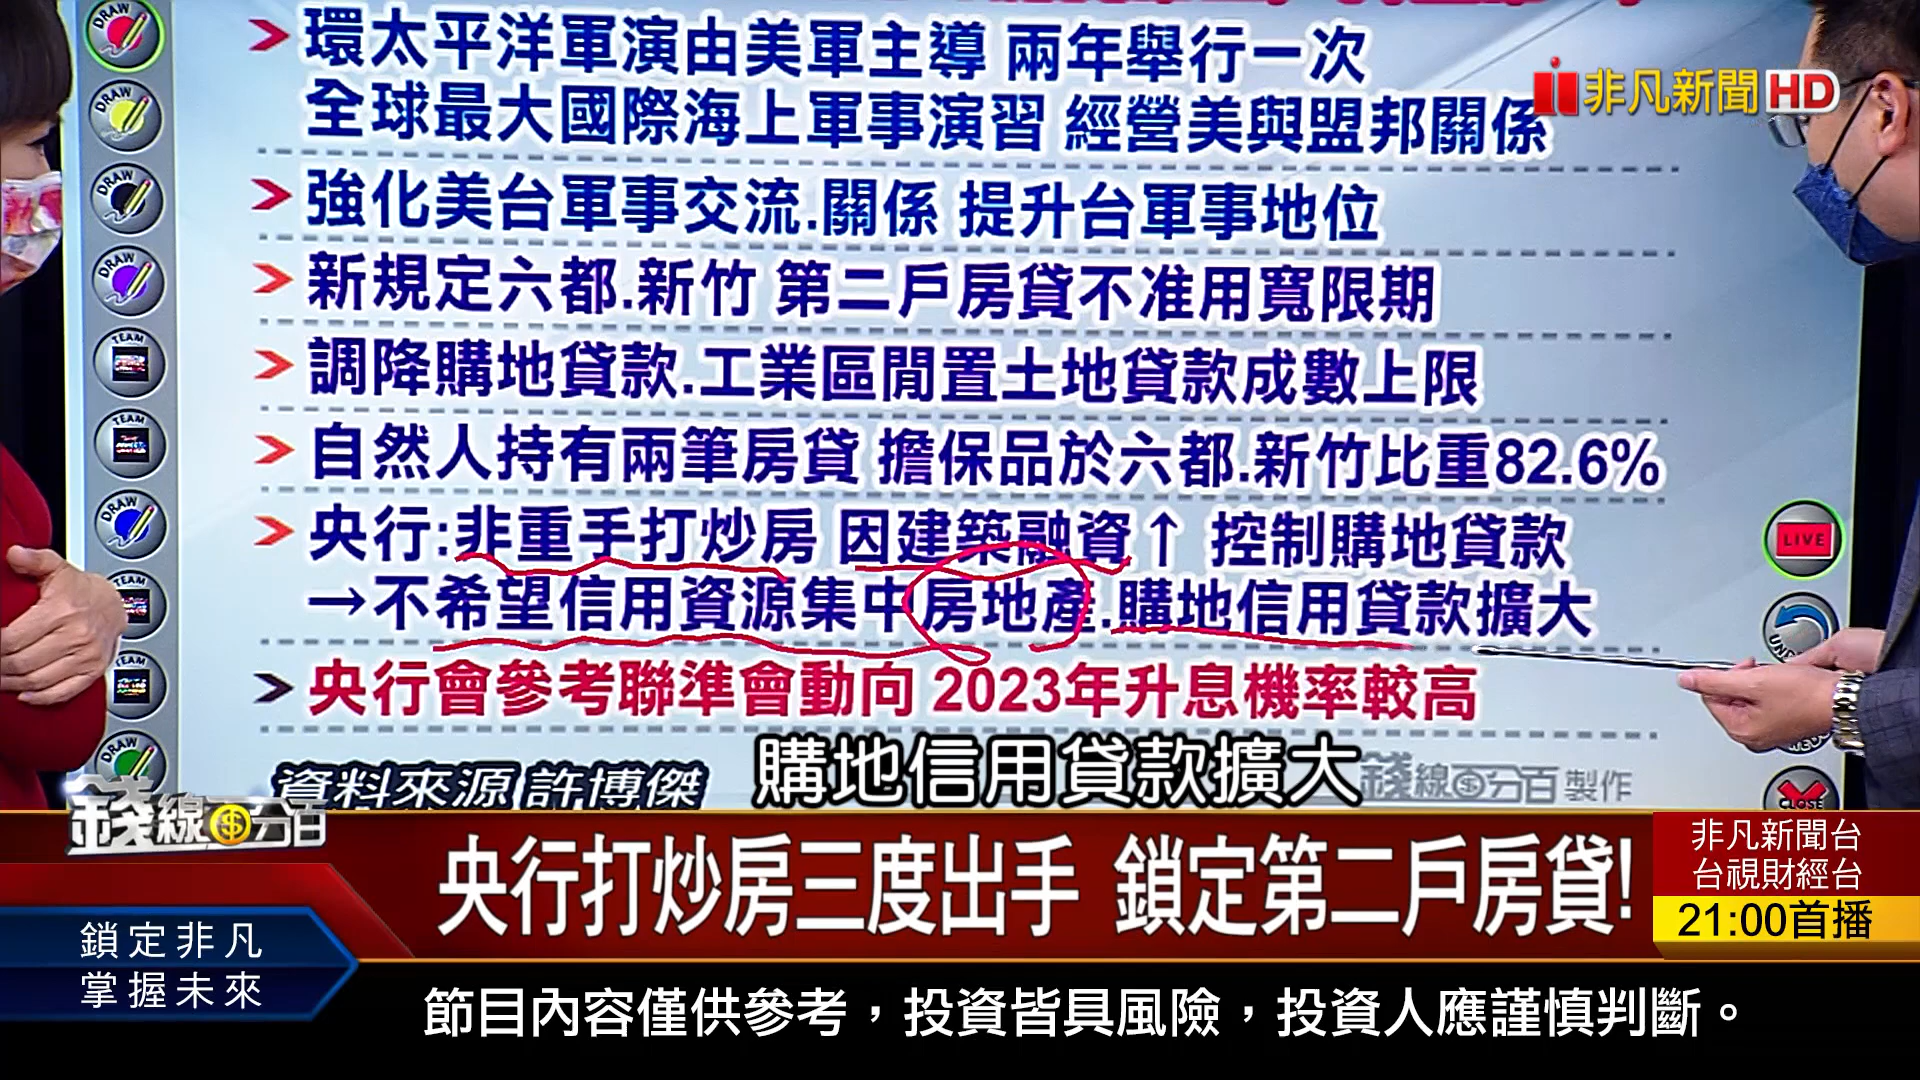 環太平洋軍演由美軍主導 兩年舉行一次
全球最大國際海上軍事演習 經營美與盟邦關係
非凡新聞HD
強化美台軍事交流.關係 提升台軍事地位
新規定六都.新竹 第二戶房貸不准用寬限期
調降購地貸款.工業區閒置土地貸款成數上限
自然人持有兩筆房貸 擔保品於六都.新竹比重82.6%
央行:非重手打炒房 因建築融資↑ 控制購地貸款
→不希望信用資源集中房地產.購地信用貸款擴大
央行會參考聯準會動向 2023年升息機率較高
資料來源 許博傑
錢線百分百製作
DRAW
DRAW
DRAW
DRAW
TEAM
TEAM
DRAW
TEAM
TEAM
DRAW
LIVE
CLOSE
購地信用貸款擴大
錢線百分百
央行打炒房三度出手 鎖定第二戶房貸!
非凡新聞台
台視財經台
21:00首播
鎖定非凡
掌握未來
節目內容僅供參考，投資皆具風險，投資人應謹慎判斷。